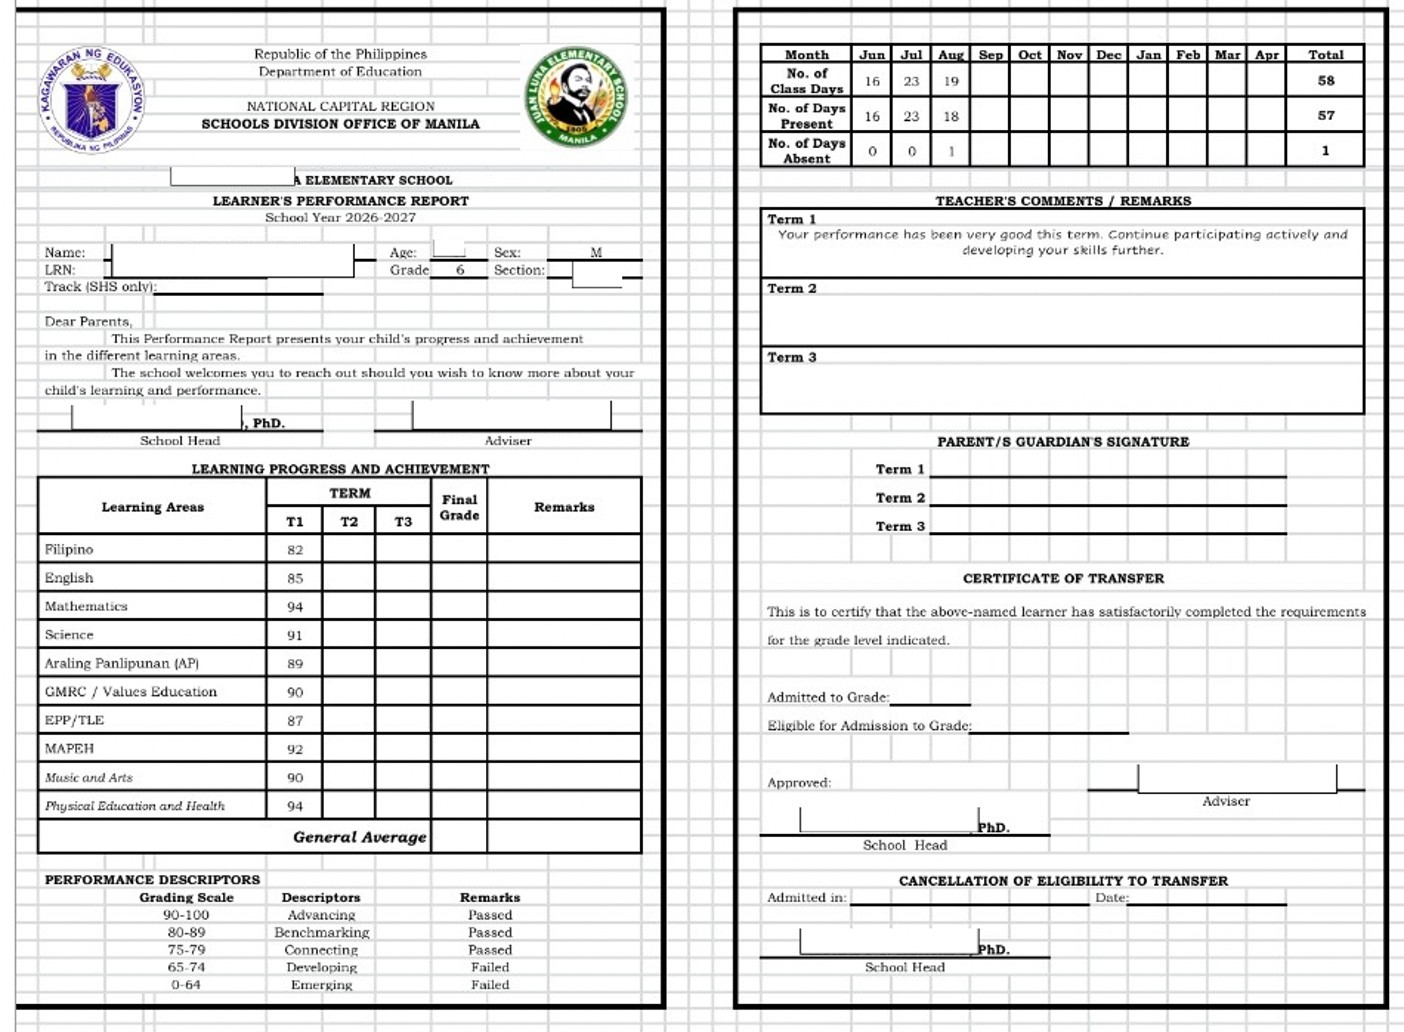 KAGAWARAN NG EDUKASYON
REPUBLIKA NG PILIPINAS
Republic of the Philippines
Department of Education
NATIONAL CAPITAL REGION
SCHOOLS DIVISION OFFICE OF MANILA
JUAN LUNA ELEMENTARY SCHOOL
MANILA
A ELEMENTARY SCHOOL
LEARNER'S PERFORMANCE REPORT
School Year 2026-2027
Name: Age: Sex: M
LRN: Grade 6 Section:
Track (SHS only):
Dear Parents,
This Performance Report presents your child's progress and achievement
in the different learning areas.
The school welcomes you to reach out should you wish to know more about your
child's learning and performance.
, PhD.
School Head Adviser
LEARNING PROGRESS AND ACHIEVEMENT
Learning Areas TERM Final Grade Remarks
T1 T2 T3
Filipino 82
English 85
Mathematics 94
Science 91
Araling Panlipunan (AP) 89
GMRC / Values Education 90
EPP/TLE 87
MAPEH 92
Music and Arts 90
Physical Education and Health 94
General Average
PERFORMANCE DESCRIPTORS
Grading Scale Descriptors Remarks
90-100 Advancing Passed
80-89 Benchmarking Passed
75-79 Connecting Passed
65-74 Developing Failed
0-64 Emerging Failed
Month Jun Jul Aug Sep Oct Nov Dec Jan Feb Mar Apr Total
No. of Class Days 16 23 19 58
No. of Days Present 16 23 18 57
No. of Days Absent 0 0 1 1
TEACHER'S COMMENTS / REMARKS
Term 1
Your performance has been very good this term. Continue participating actively and
developing your skills further.
Term 2
Term 3
PARENT/S GUARDIAN'S SIGNATURE
Term 1
Term 2
Term 3
CERTIFICATE OF TRANSFER
This is to certify that the above-named learner has satisfactorily completed the requirements
for the grade level indicated.
Admitted to Grade:
Eligible for Admission to Grade:
Approved:
Adviser
PhD.
School Head
CANCELLATION OF ELIGIBILITY TO TRANSFER
Admitted in: Date:
PhD.
School Head